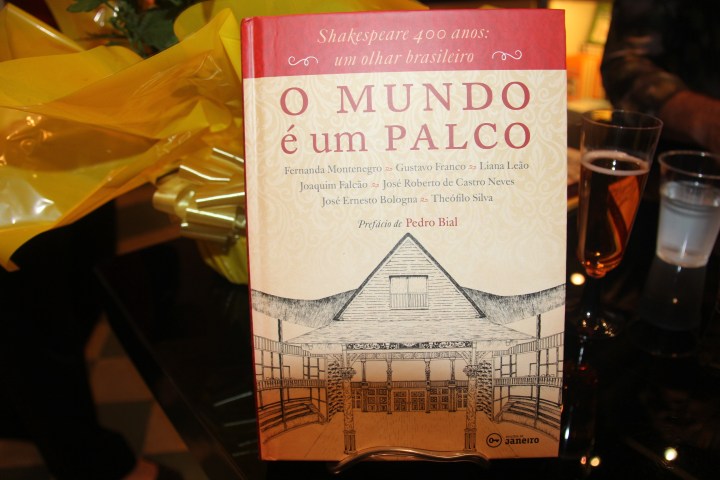 Shakespeare 400 anos:
um olhar brasileiro
O MUNDO
é um PALCO
Fernanda Montenegro Gustavo Franco Liana Leão
Joaquim Falcão José Roberto de Castro Neves
José Ernesto Bologna Theófilo Silva
Prefácio de Pedro Bial
JANEIRO